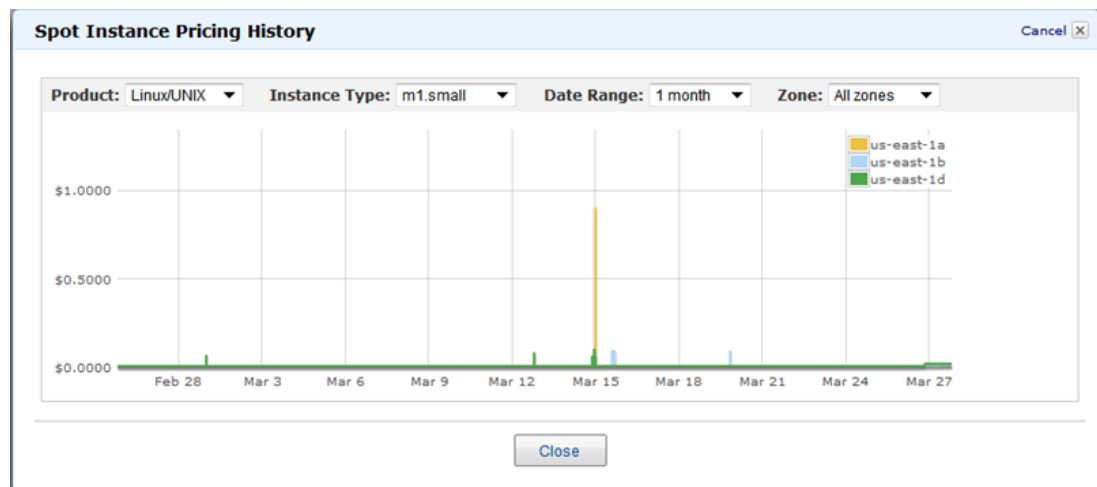 Spot Instance Pricing History Cancel
Product: Linux/UNIX Instance Type: m1.small Date Range: 1 month Zone: All zones
us-east-1a
us-east-1b
us-east-1d
$1.0000
$0.5000
$0.0000
Feb 28 Mar 3 Mar 6 Mar 9 Mar 12 Mar 15 Mar 18 Mar 21 Mar 24 Mar 27
Close